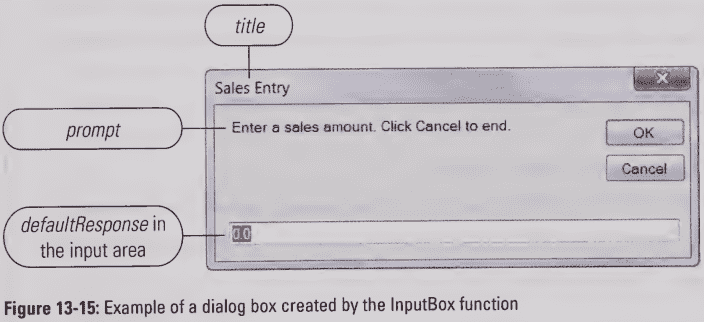 title
Sales Entry
prompt
Enter a sales amount. Click Cancel to end.
OK
Cancel
defaultResponse in
the input area
0.0
Figure 13-15: Example of a dialog box created by the InputBox function